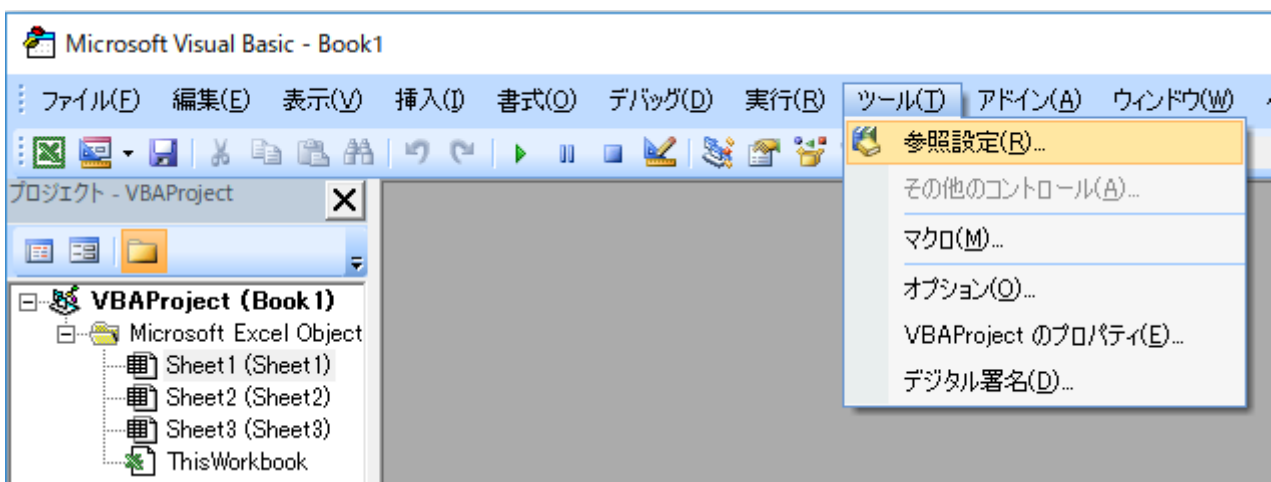 Microsoft Visual Basic - Book1
ファイル(F) 編集(E) 表示(V) 挿入(I) 書式(O) デバッグ(D) 実行(R) ツール(T) アドイン(A) ウィンドウ(W)
参照設定(R)...
プロジェクト - VBAProject
その他のコントロール(A)...
マクロ(M)...
オプション(O)...
VBAProject (Book1)
VBAProject のプロパティ(E)...
Microsoft Excel Object
Sheet1 (Sheet1)
デジタル署名(D)...
Sheet2 (Sheet2)
Sheet3 (Sheet3)
ThisWorkbook